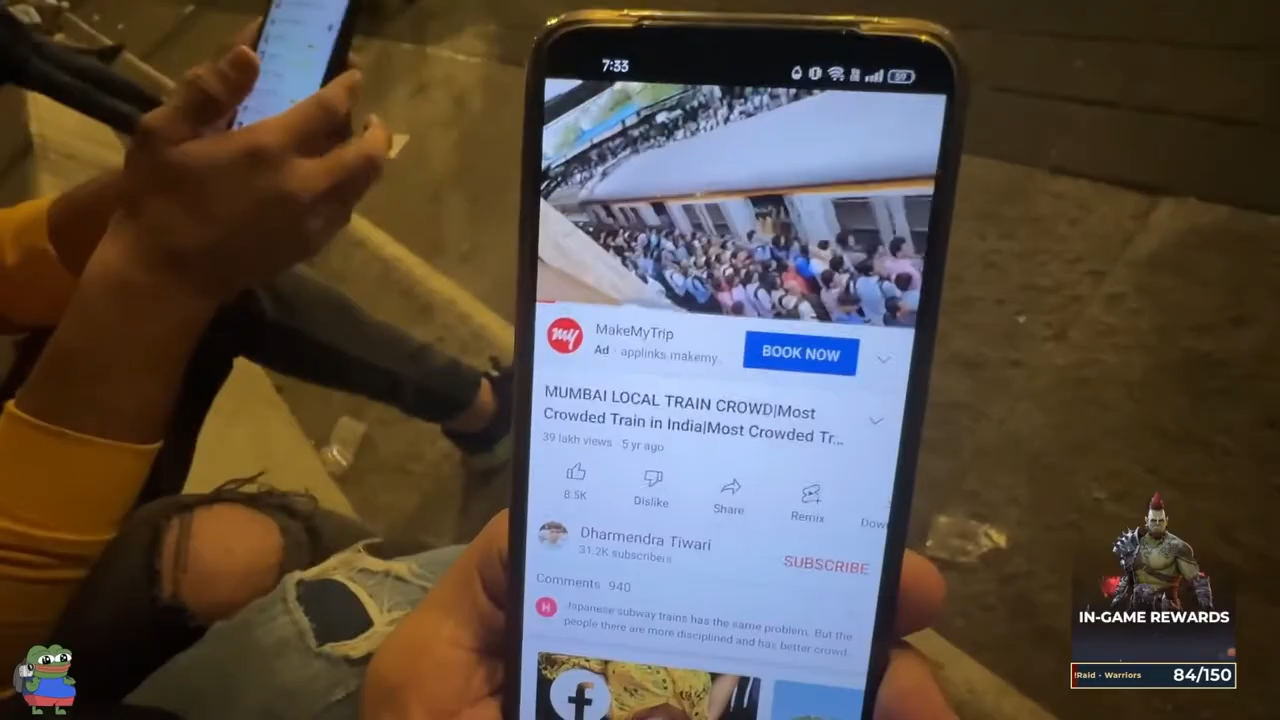 7:33
59
my
MakeMyTrip
Ad · applinks.makemy..
BOOK NOW
MUMBAI LOCAL TRAIN CROWD|Most
Crowded Train in India|Most Crowded Tr...
39 lakh views · 5 yr ago
8.5K
Dislike
Share
Remix
Dow
Dharmendra Tiwari
31.2K subscribers
SUBSCRIBE
Comments 940
H
Japanese subway trains has the same problem. But the
people there are more disciplined and has better crowd
f
IN-GAME REWARDS
!Raid - Warriors
84/150